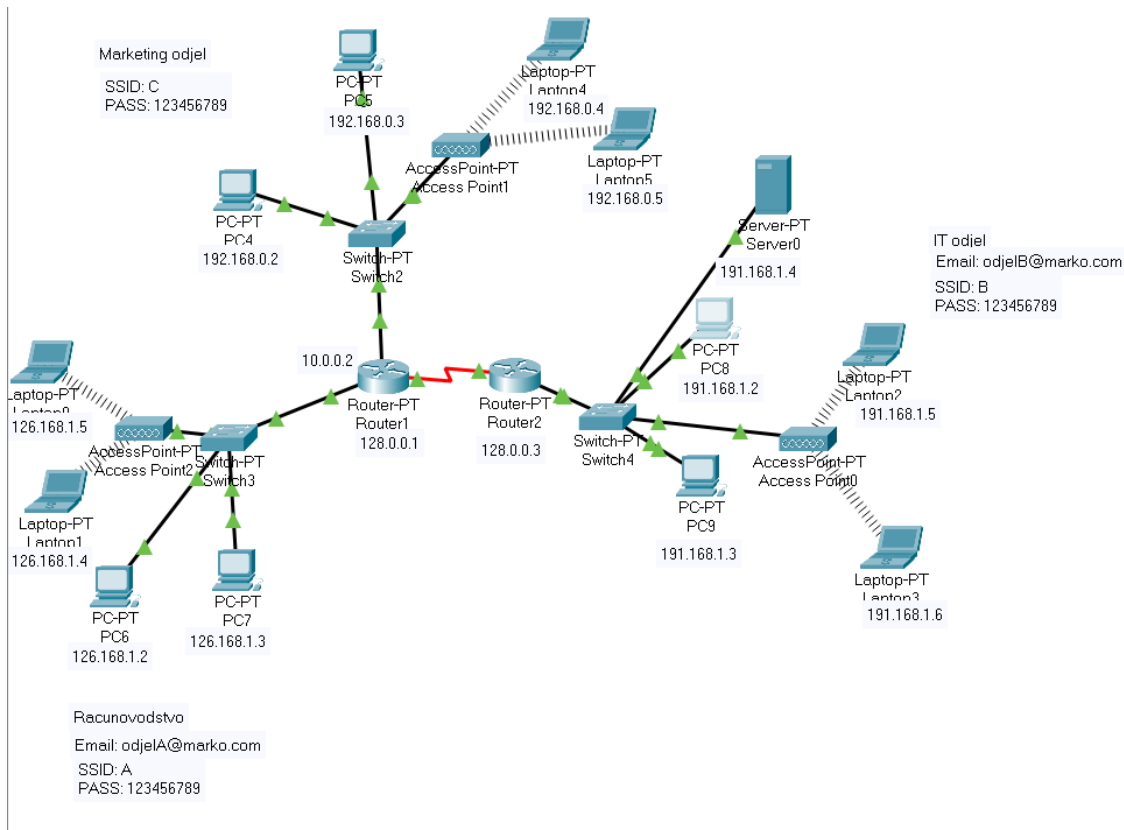 Marketing odjel
SSID: C
PASS: 123456789
PC-PT
PC5
192.168.0.3
Laptop-PT
Laptop4
192.168.0.4
AccessPoint-PT
Access Point1
Laptop-PT
Laptop5
192.168.0.5
PC-PT
PC4
192.168.0.2
Switch-PT
Switch2
Server-PT
Server0
191.168.1.4
IT odjel
Email: odjelB@marko.com
SSID: B
PASS: 123456789
10.0.0.2
Router-PT
Router1
128.0.0.1
Router-PT
Router2
128.0.0.3
PC-PT
PC8
191.168.1.2
Laptop-PT
Laptop2
191.168.1.5
Switch-PT
Switch4
AccessPoint-PT
Access Point0
PC-PT
PC9
191.168.1.3
Laptop-PT
Laptop3
191.168.1.6
Laptop-PT
Laptop0
126.168.1.5
AccessPoint-PT
Access Point2
Switch-PT
Switch3
Laptop-PT
Laptop1
126.168.1.4
PC-PT
PC6
126.168.1.2
PC-PT
PC7
126.168.1.3
Racunovodstvo
Email: odjelA@marko.com
SSID: A
PASS: 123456789